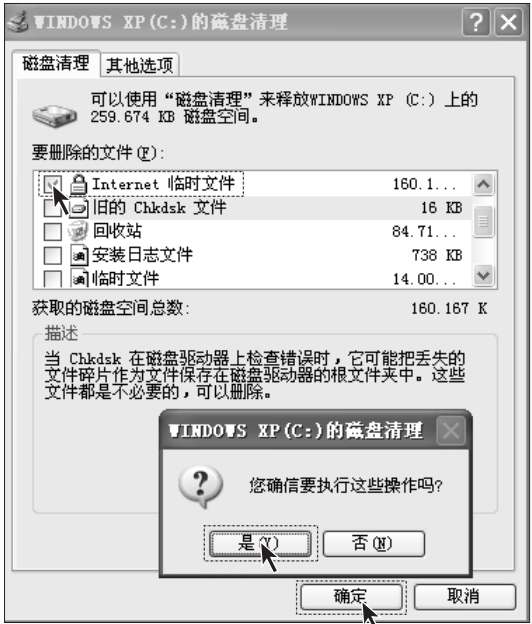 WINDOWS XP(C:)的磁盘清理
磁盘清理 其他选项
可以使用“磁盘清理”来释放WINDOWS XP (C:) 上的
259.674 KB 磁盘空间。
要删除的文件(F):
Internet 临时文件 160.1...
旧的 Chkdsk 文件 16 KB
回收站 84.71...
安装日志文件 738 KB
临时文件 14.00...
获取的磁盘空间总数: 160.167 K
描述
当 Chkdsk 在磁盘驱动器上检查错误时，它可能把丢失的
文件碎片作为文件保存在磁盘驱动器的根文件夹中。这些
文件都是不必要的，可以删除。
WINDOWS XP(C:)的磁盘清理
您确信要执行这些操作吗?
是(Y) 否(N)
确定 取消